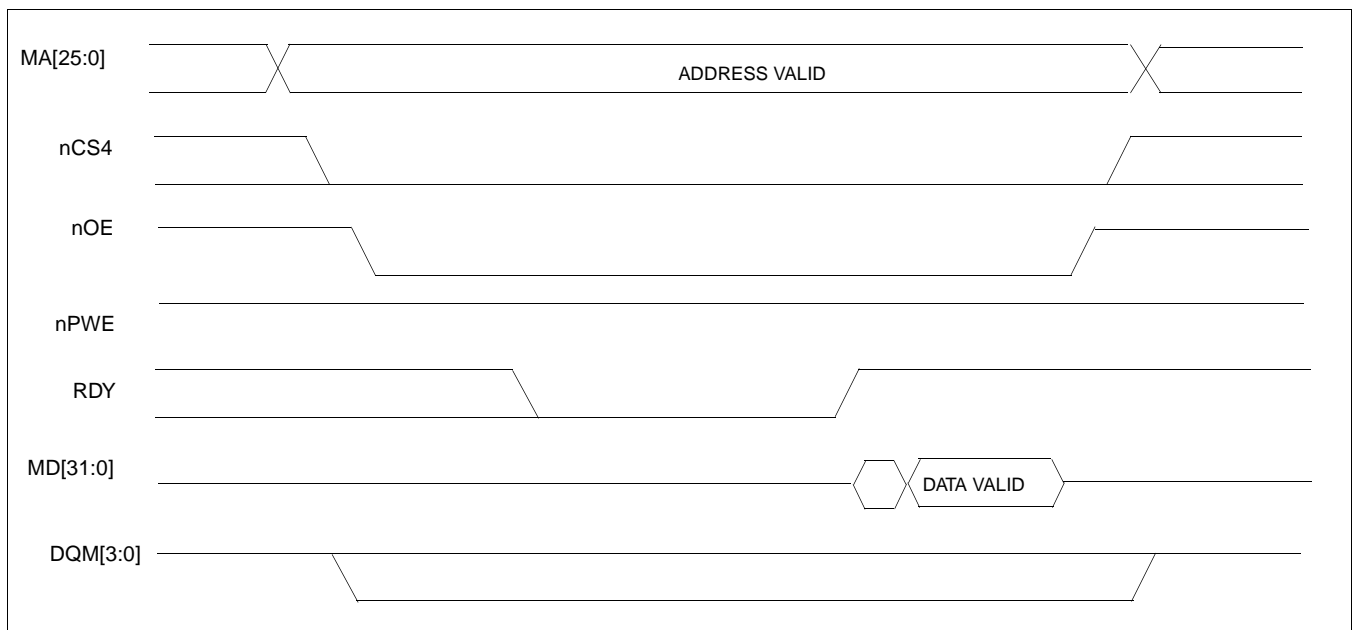 MA[25:0]
ADDRESS VALID
nCS4
nOE
nPWE
RDY
MD[31:0]
DATA VALID
DQM[3:0]